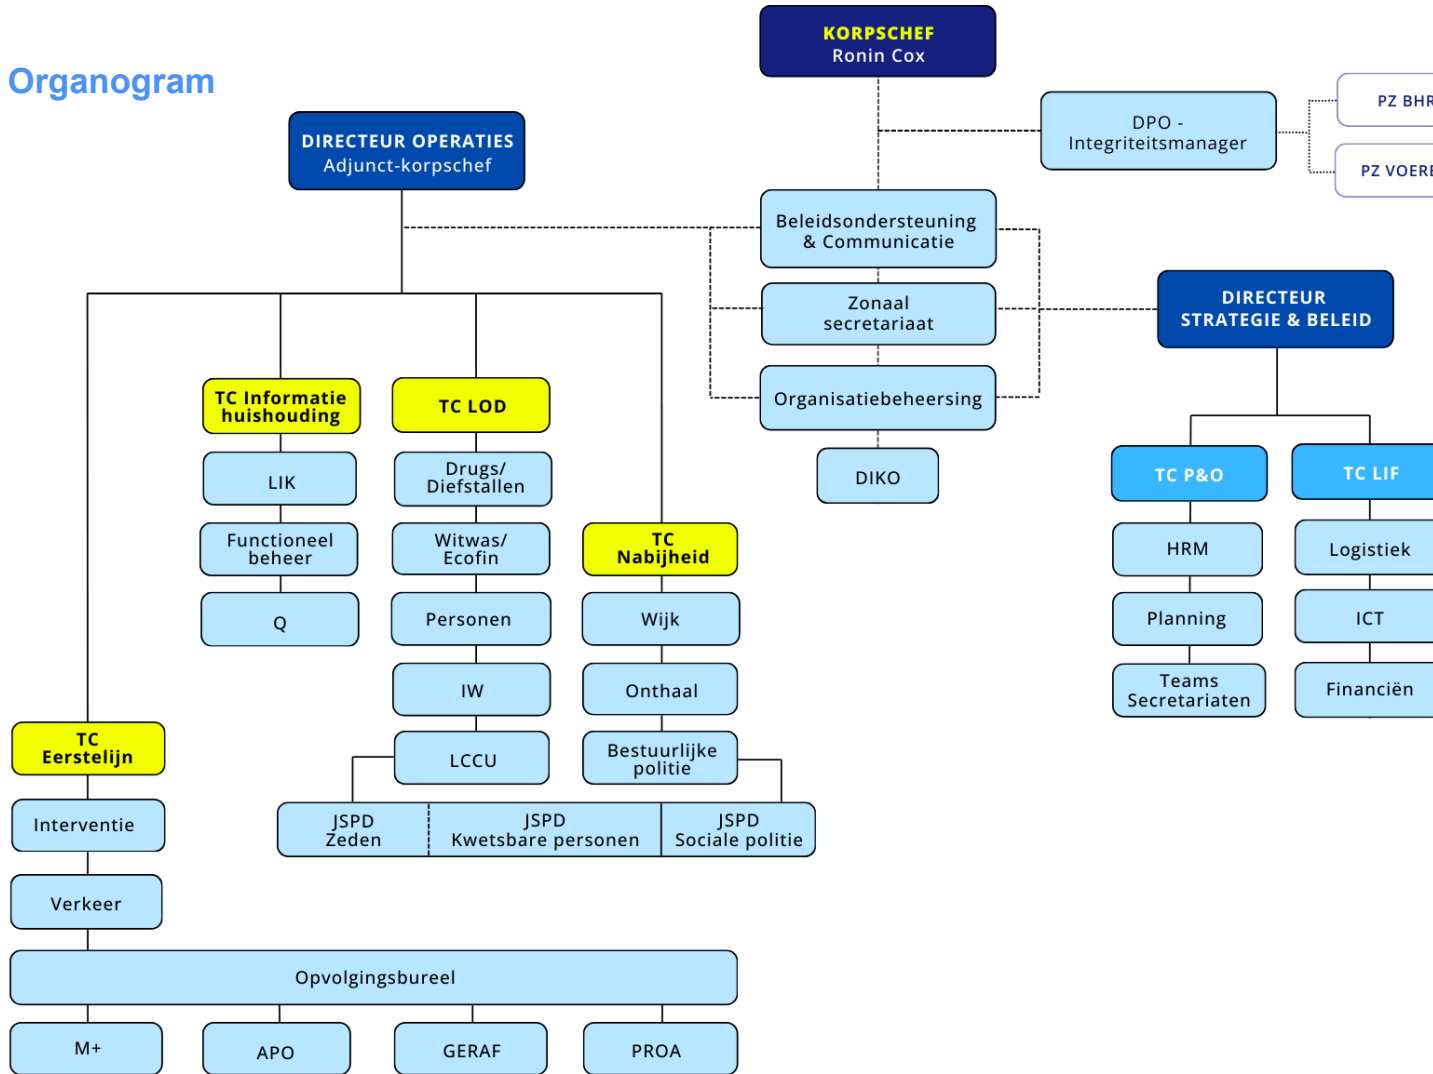 KORPSCHEF
Ronin Cox
Organogram
PZ BHR
DPO -
Integriteitsmanager
DIRECTEUR OPERATIES
Adjunct-korpschef
PZ VOERE
Beleidsondersteuning
& Communicatie
Zonaal
secretariaat
DIRECTEUR
STRATEGIE & BELEID
Organisatiebeheersing
DIKO
TC Informatie
huishouding
LIK
Functioneel
beheer
Q
TC LOD
Drugs/
Diefstallen
Witwas/
Ecofin
Personen
IW
LCCU
TC
Nabijheid
Wijk
Onthaal
Bestuurlijke
politie
TC P&O
HRM
Planning
Teams
Secretariaten
TC LIF
Logistiek
ICT
Financiën
JSPD
Zeden
JSPD
Kwetsbare personen
JSPD
Sociale politie
TC
Eerstelijn
Interventie
Verkeer
Opvolgingsbureel
M+
APO
GERAF
PROA